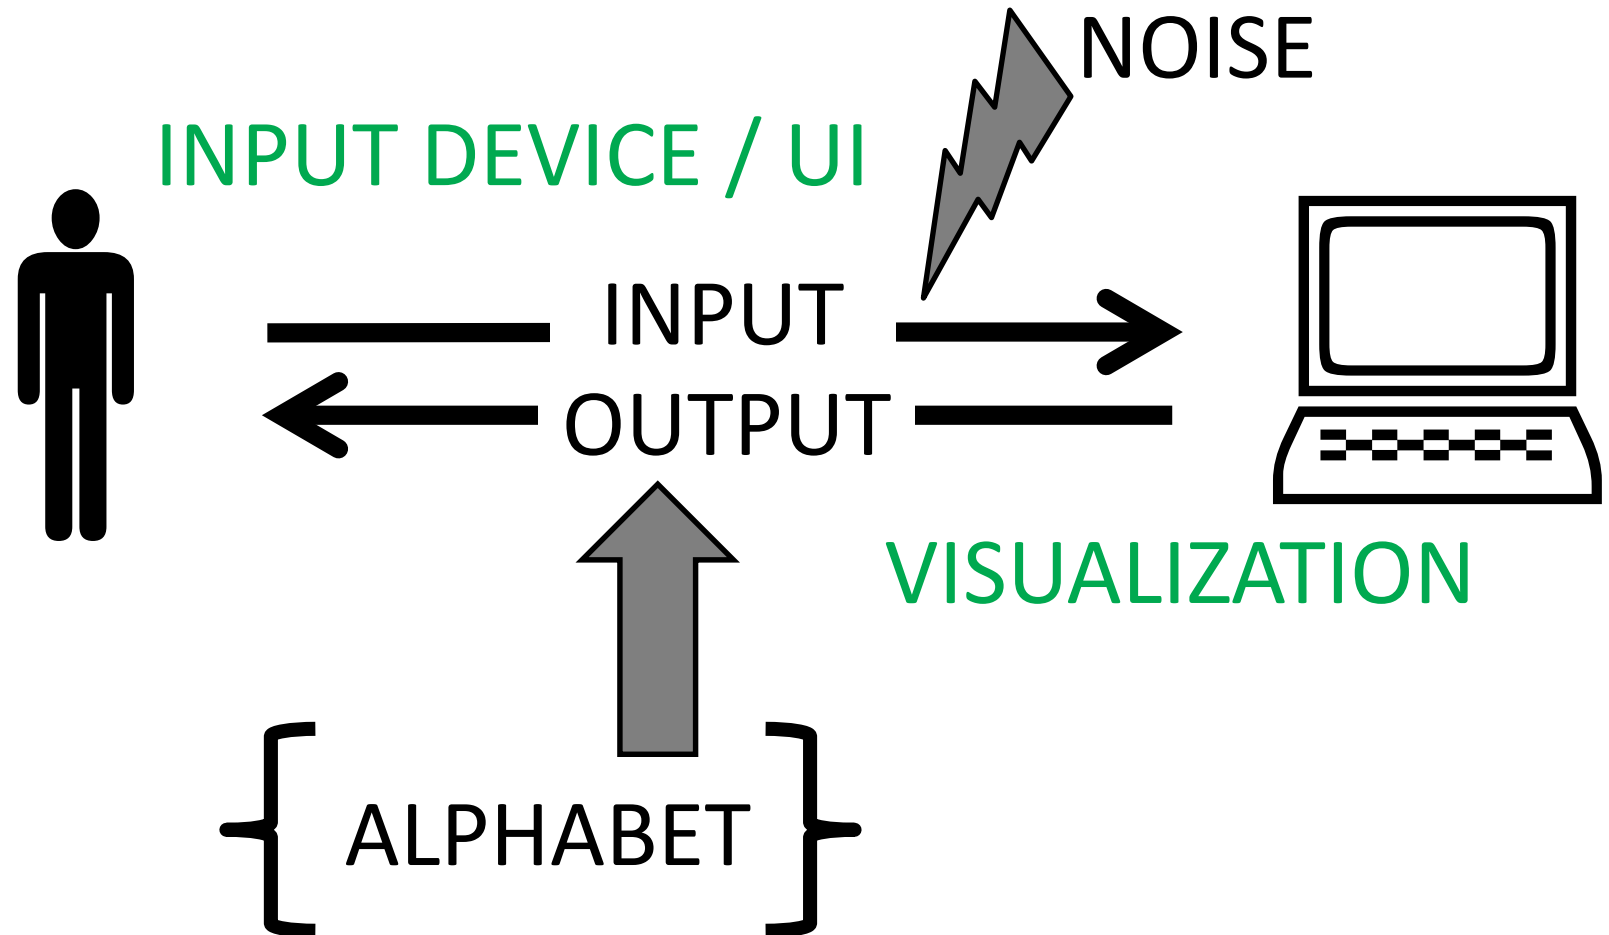 NOISE
INPUT DEVICE / UI
INPUT
OUTPUT
VISUALIZATION
ALPHABET